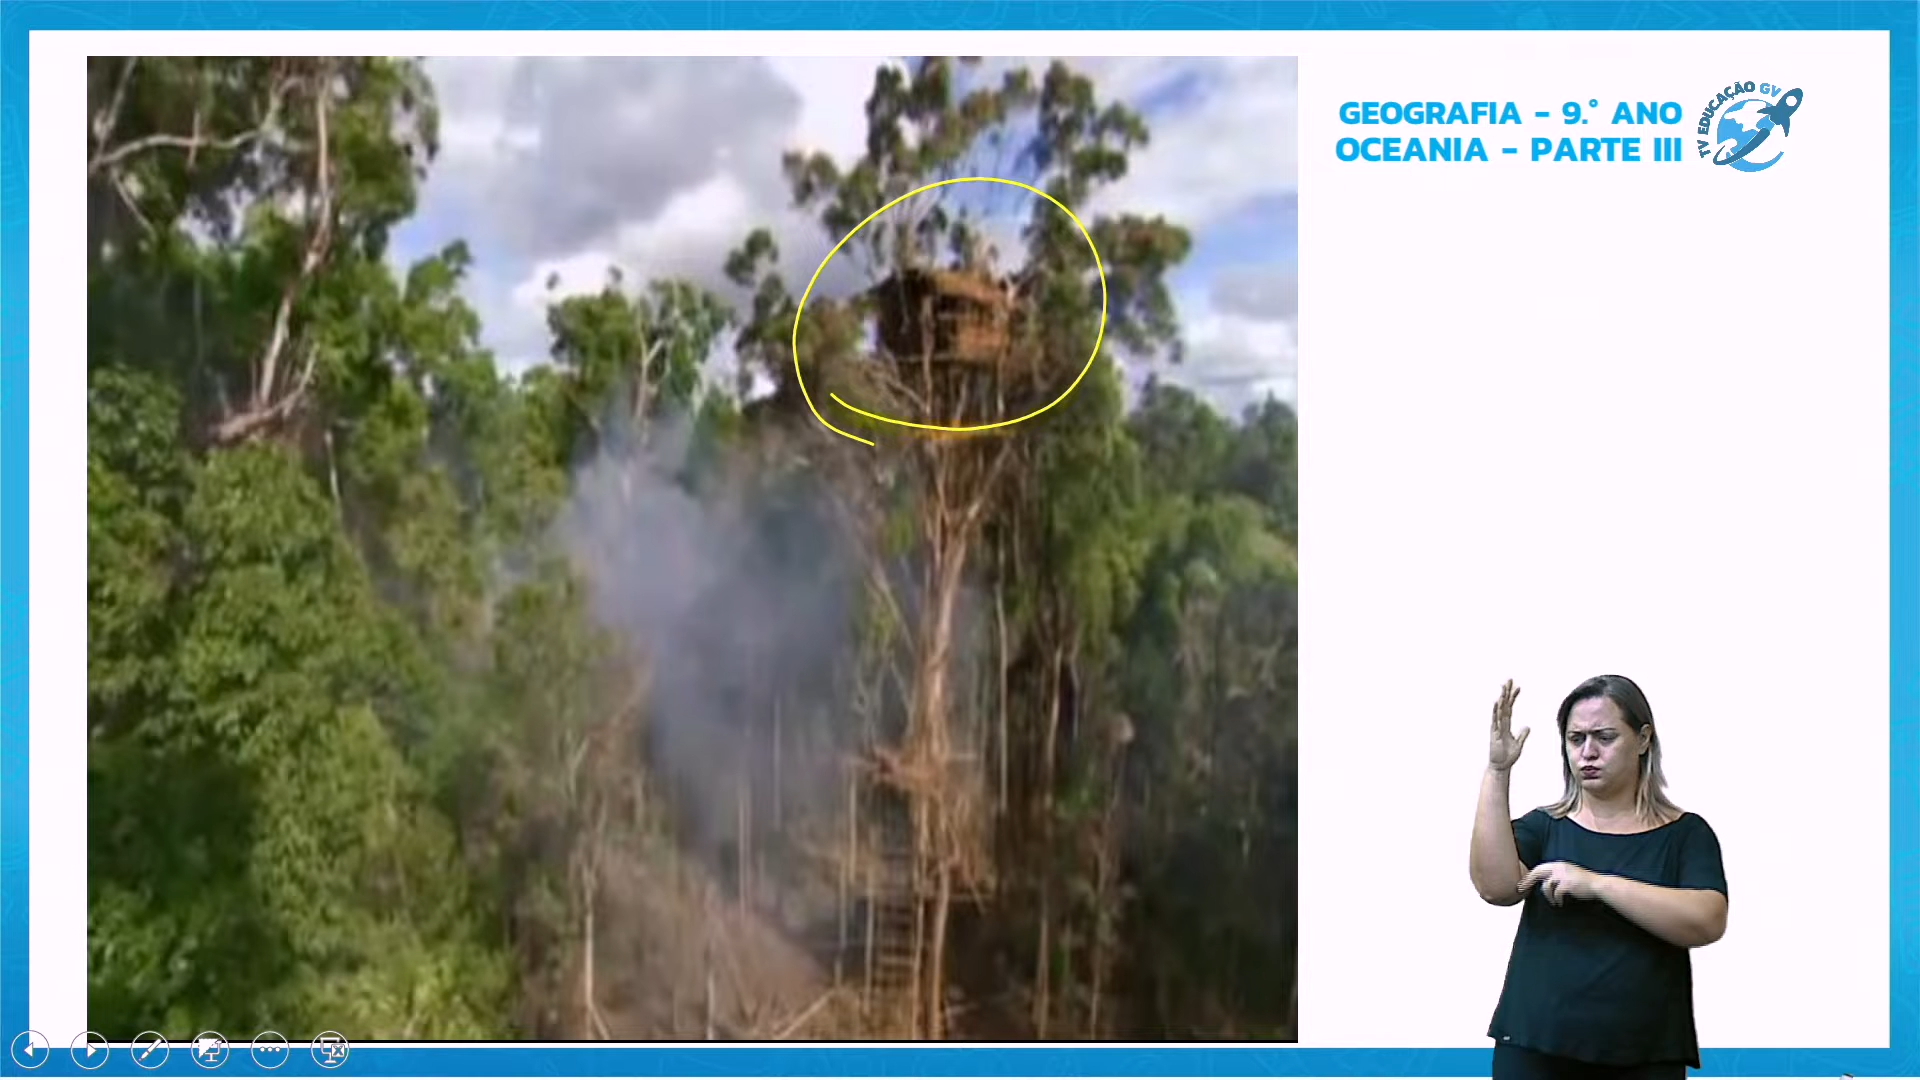 GEOGRAFIA - 9.° ANO
OCEANIA - PARTE III
TV EDUCAÇÃO GV